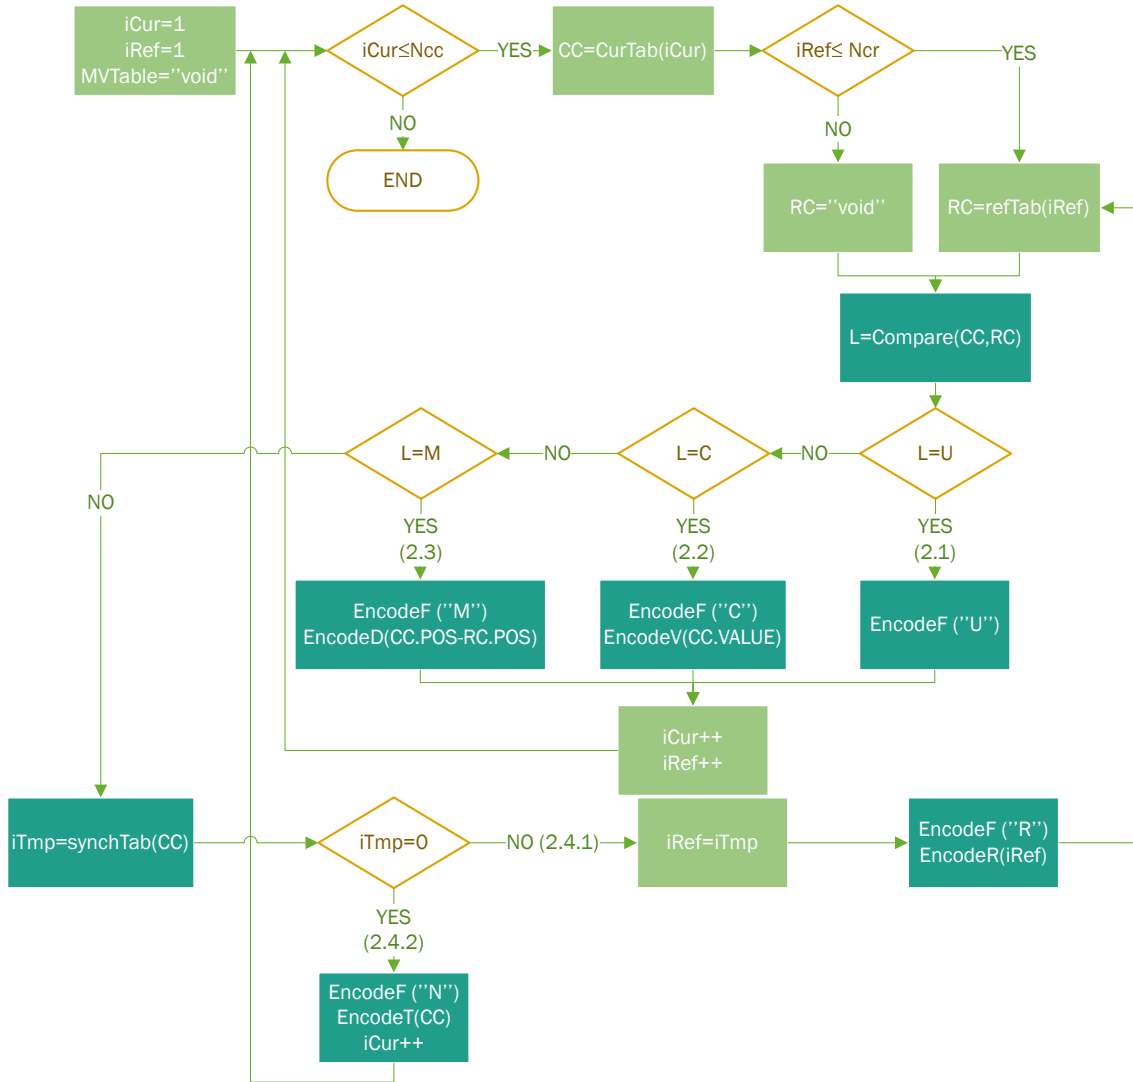 iCur=1
iRef=1
MVTable=''void''
iCur≤Ncc
YES
CC=CurTab(iCur)
iRef≤ Ncr
YES
NO
END
NO
RC=''void''
RC=refTab(iRef)
L=Compare(CC,RC)
L=U
NO
L=C
NO
L=M
NO
YES
(2.3)
YES
(2.2)
YES
(2.1)
EncodeF (''M'')
EncodeD(CC.POS-RC.POS)
EncodeF (''C'')
EncodeV(CC.VALUE)
EncodeF (''U'')
iCur++
iRef++
iTmp=synchTab(CC)
iTmp=0
NO (2.4.1)
iRef=iTmp
EncodeF (''R'')
EncodeR(iRef)
YES
(2.4.2)
EncodeF (''N'')
EncodeT(CC)
iCur++